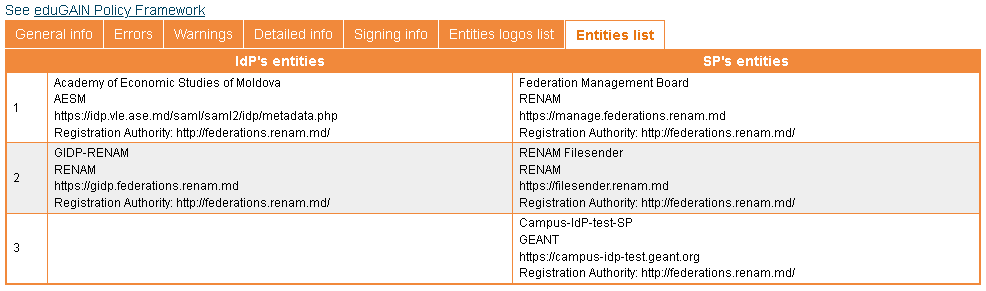 See eduGAIN Policy Framework
General info Errors Warnings Detailed info Signing info Entities logos list Entities list
IdP's entities SP's entities
1
Academy of Economic Studies of Moldova
AESM
https://idp.vle.ase.md/saml/saml2/idp/metadata.php
Registration Authority: http://federations.renam.md/
Federation Management Board
RENAM
https://manage.federations.renam.md
Registration Authority: http://federations.renam.md/
2
GIDP-RENAM
RENAM
https://gidp.federations.renam.md
Registration Authority: http://federations.renam.md/
RENAM Filesender
RENAM
https://filesender.renam.md
Registration Authority: http://federations.renam.md/
3
Campus-IdP-test-SP
GEANT
https://campus-idp-test.geant.org
Registration Authority: http://federations.renam.md/